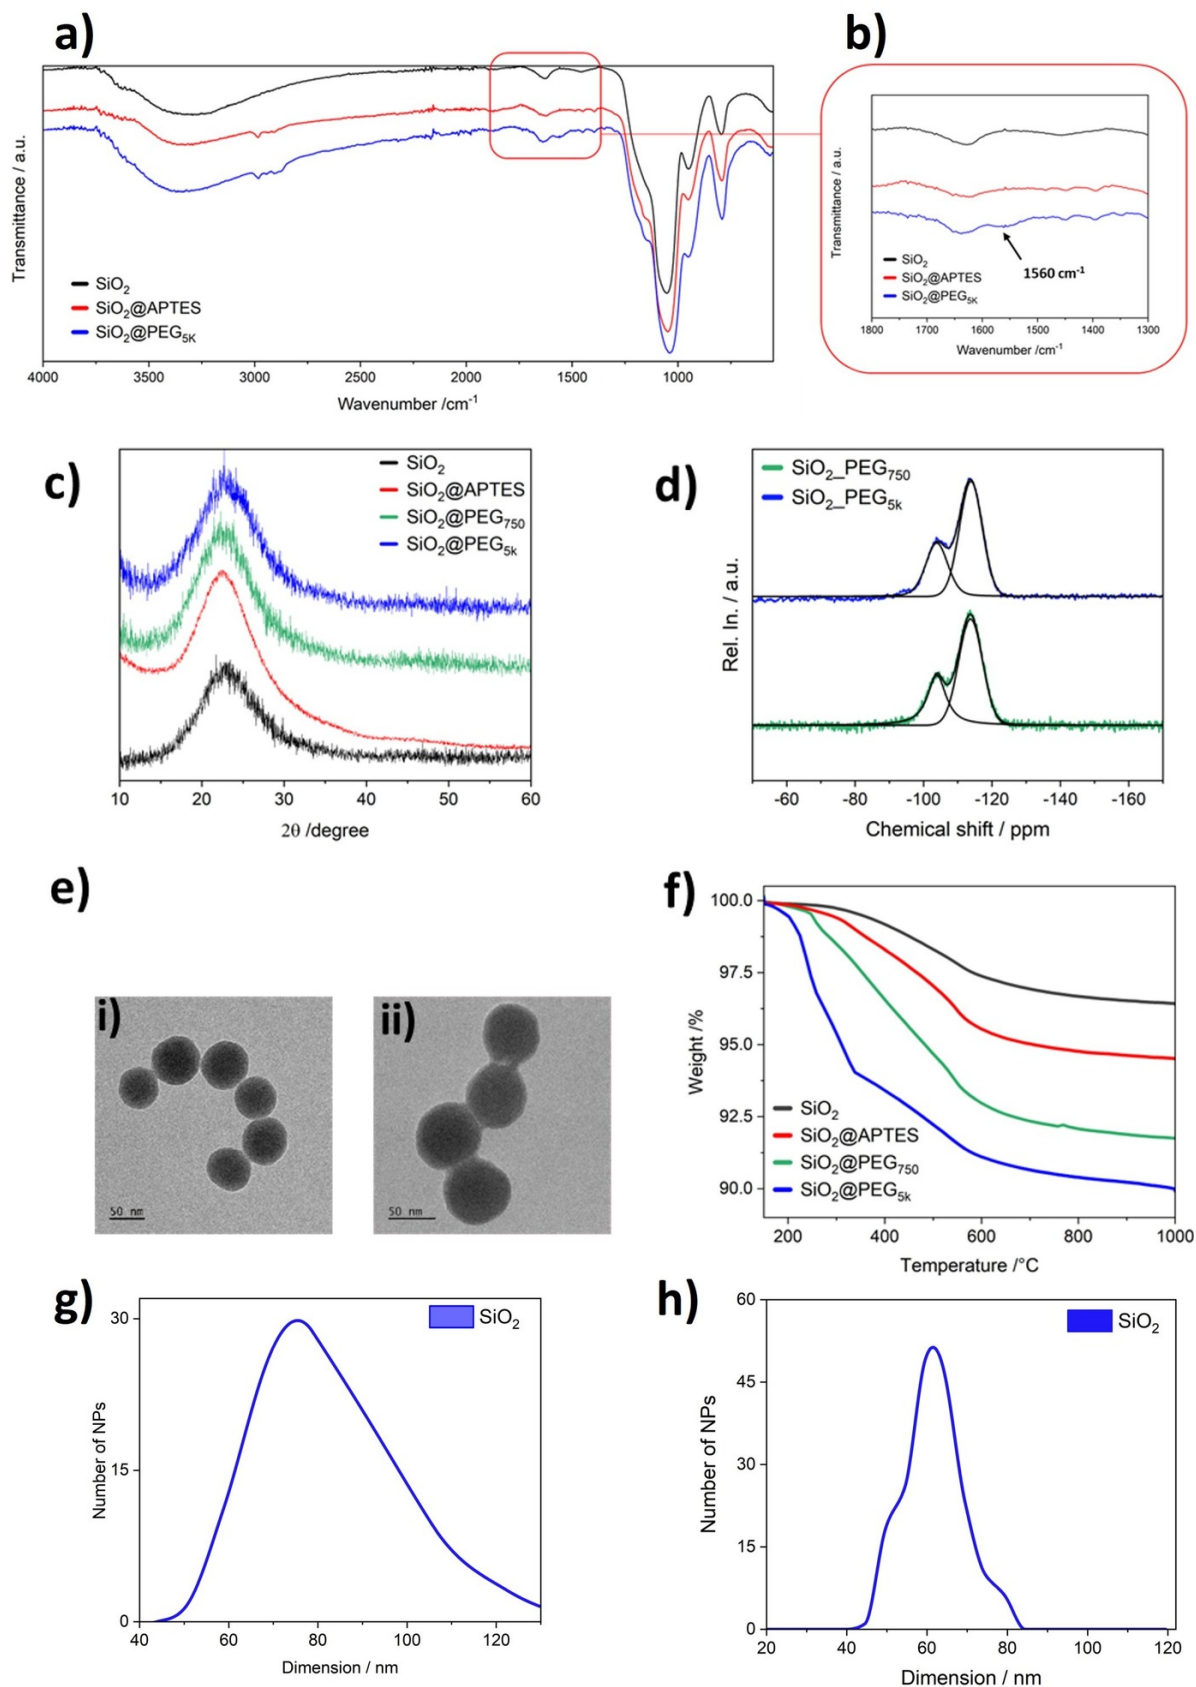 a)
Transmittance / a.u.
SiO2
SiO2@APTES
SiO2@PEG5K
4000 3500 3000 2500 2000 1500 1000
Wavenumber /cm-1
b)
Transmittance / a.u.
SiO2
SiO2@APTES
SiO2@PEG5K
1560 cm-1
1800 1700 1600 1500 1400 1300
Wavenumber /cm-1
c)
SiO2
SiO2@APTES
SiO2@PEG750
SiO2@PEG5k
10 20 30 40 50 60
2θ /degree
d)
SiO2_PEG750
SiO2_PEG5k
Rel. In. / a.u.
-60 -80 -100 -120 -140 -160
Chemical shift / ppm
e)
i)
50 nm
ii)
50 nm
f)
100.0
97.5
95.0
92.5
90.0
Weight /%
SiO2
SiO2@APTES
SiO2@PEG750
SiO2@PEG5k
200 400 600 800 1000
Temperature /°C
g)
SiO2
30
15
0
Number of NPs
40 60 80 100 120
Dimension / nm
h)
SiO2
60
45
30
15
0
Number of NPs
20 40 60 80 100 120
Dimension / nm